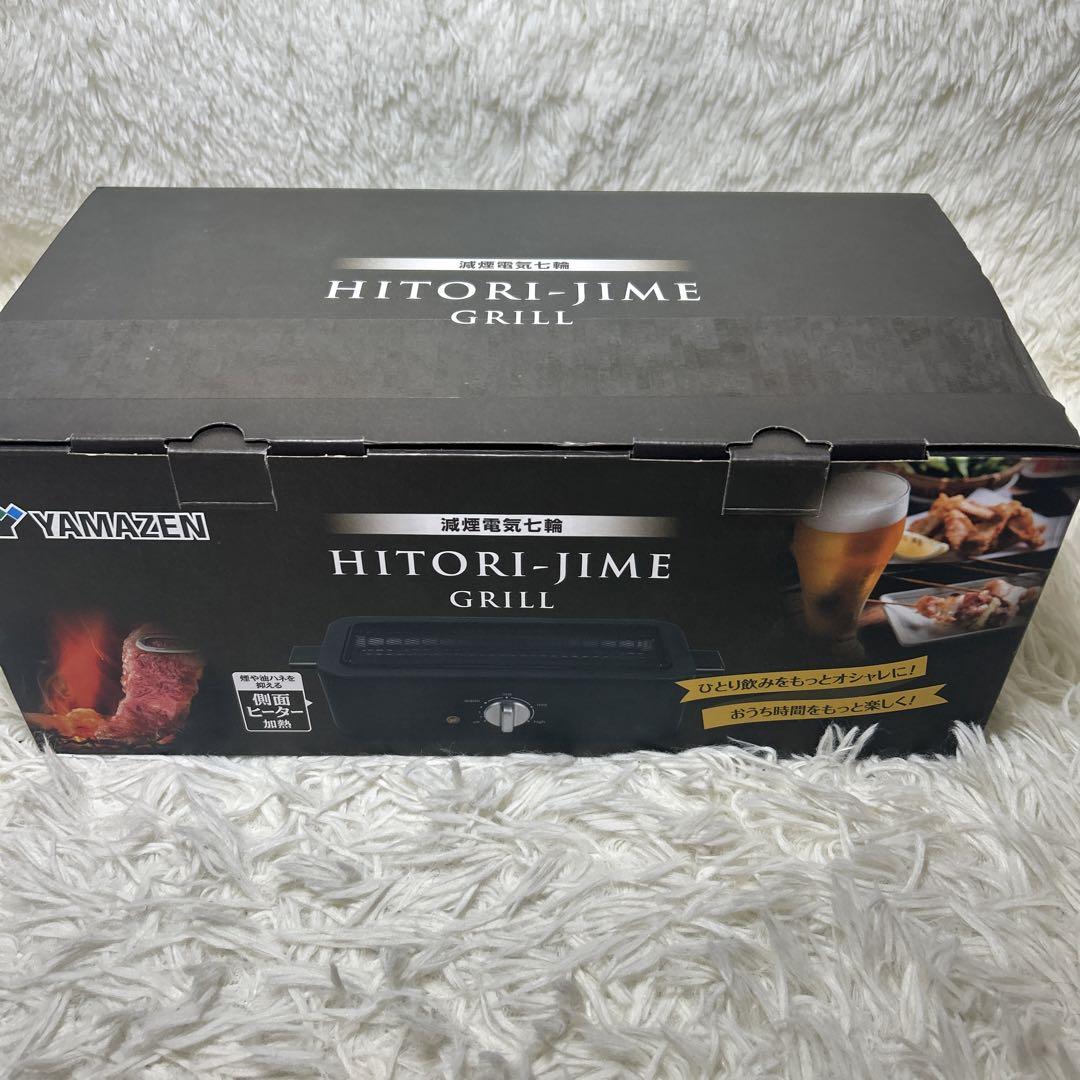 減煙電気七輪
HITORI-JIME
GRILL
YAMAZEN
減煙電気七輪
HITORI-JIME
GRILL
煙や油ハネを
抑える
側面
ヒーター
加熱
high
ひとり飲みをもっとオシャレに!
おうち時間をもっと楽しく!